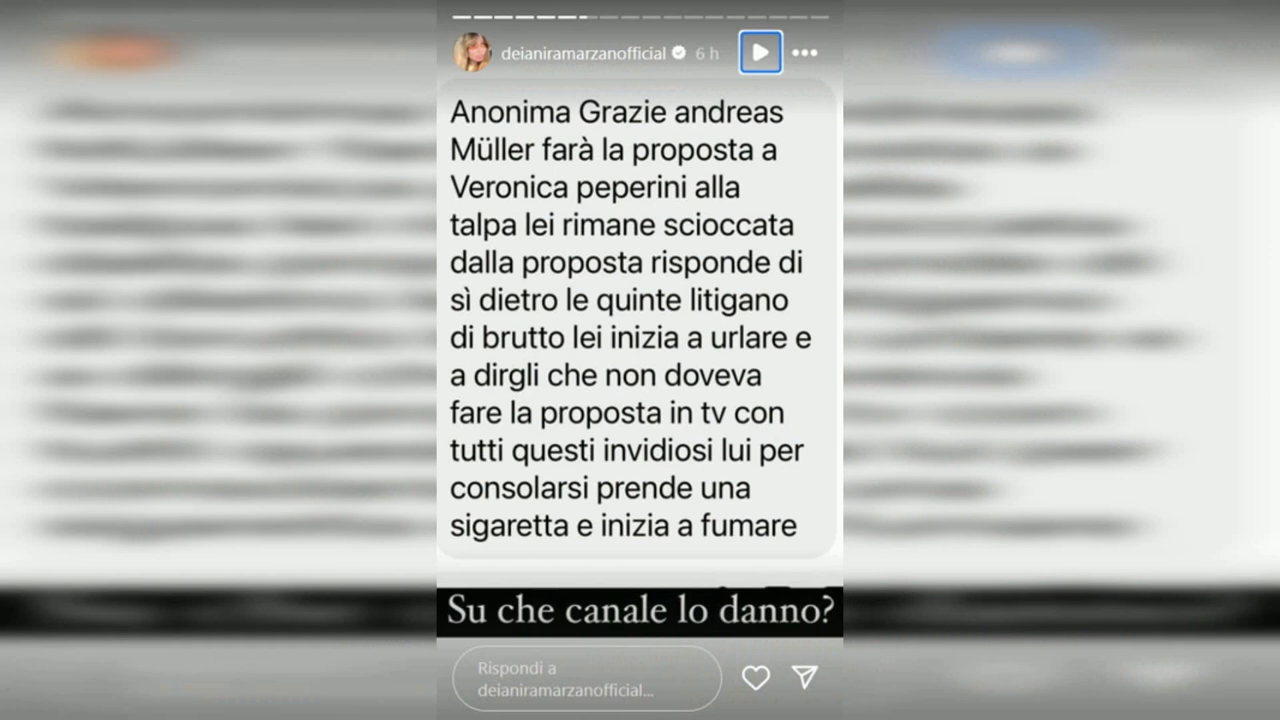 deianiramarzanofficial 6 h
Anonima Grazie andreas
Müller farà la proposta a
Veronica peperini alla
talpa lei rimane scioccata
dalla proposta risponde di
sì dietro le quinte litigano
di brutto lei inizia a urlare e
a dirgli che non doveva
fare la proposta in tv con
tutti questi invidiosi lui per
consolarsi prende una
sigaretta e inizia a fumare
Su che canale lo danno?
Rispondi a
deianiramarzanofficial...